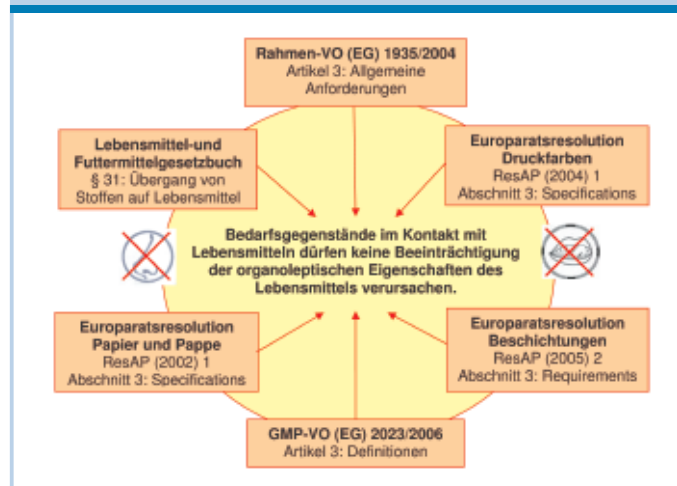 Rahmen-VO (EG) 1935/2004
Artikel 3: Allgemeine
Anforderungen
Lebensmittel-und
Futtermittelgesetzbuch
§ 31: Übergang von
Stoffen auf Lebensmittel
Europaratsresolution
Druckfarben
ResAP (2004) 1
Abschnitt 3: Specifications
Bedarfsgegenstände im Kontakt mit
Lebensmitteln dürfen keine Beeinträchtigung
der organoleptischen Eigenschaften des
Lebensmittels verursachen.
Europaratsresolution
Papier und Pappe
ResAP (2002) 1
Abschnitt 3: Specifications
Europaratsresolution
Beschichtungen
ResAP (2005) 2
Abschnitt 3: Requirements
GMP-VO (EG) 2023/2006
Artikel 3: Definitionen